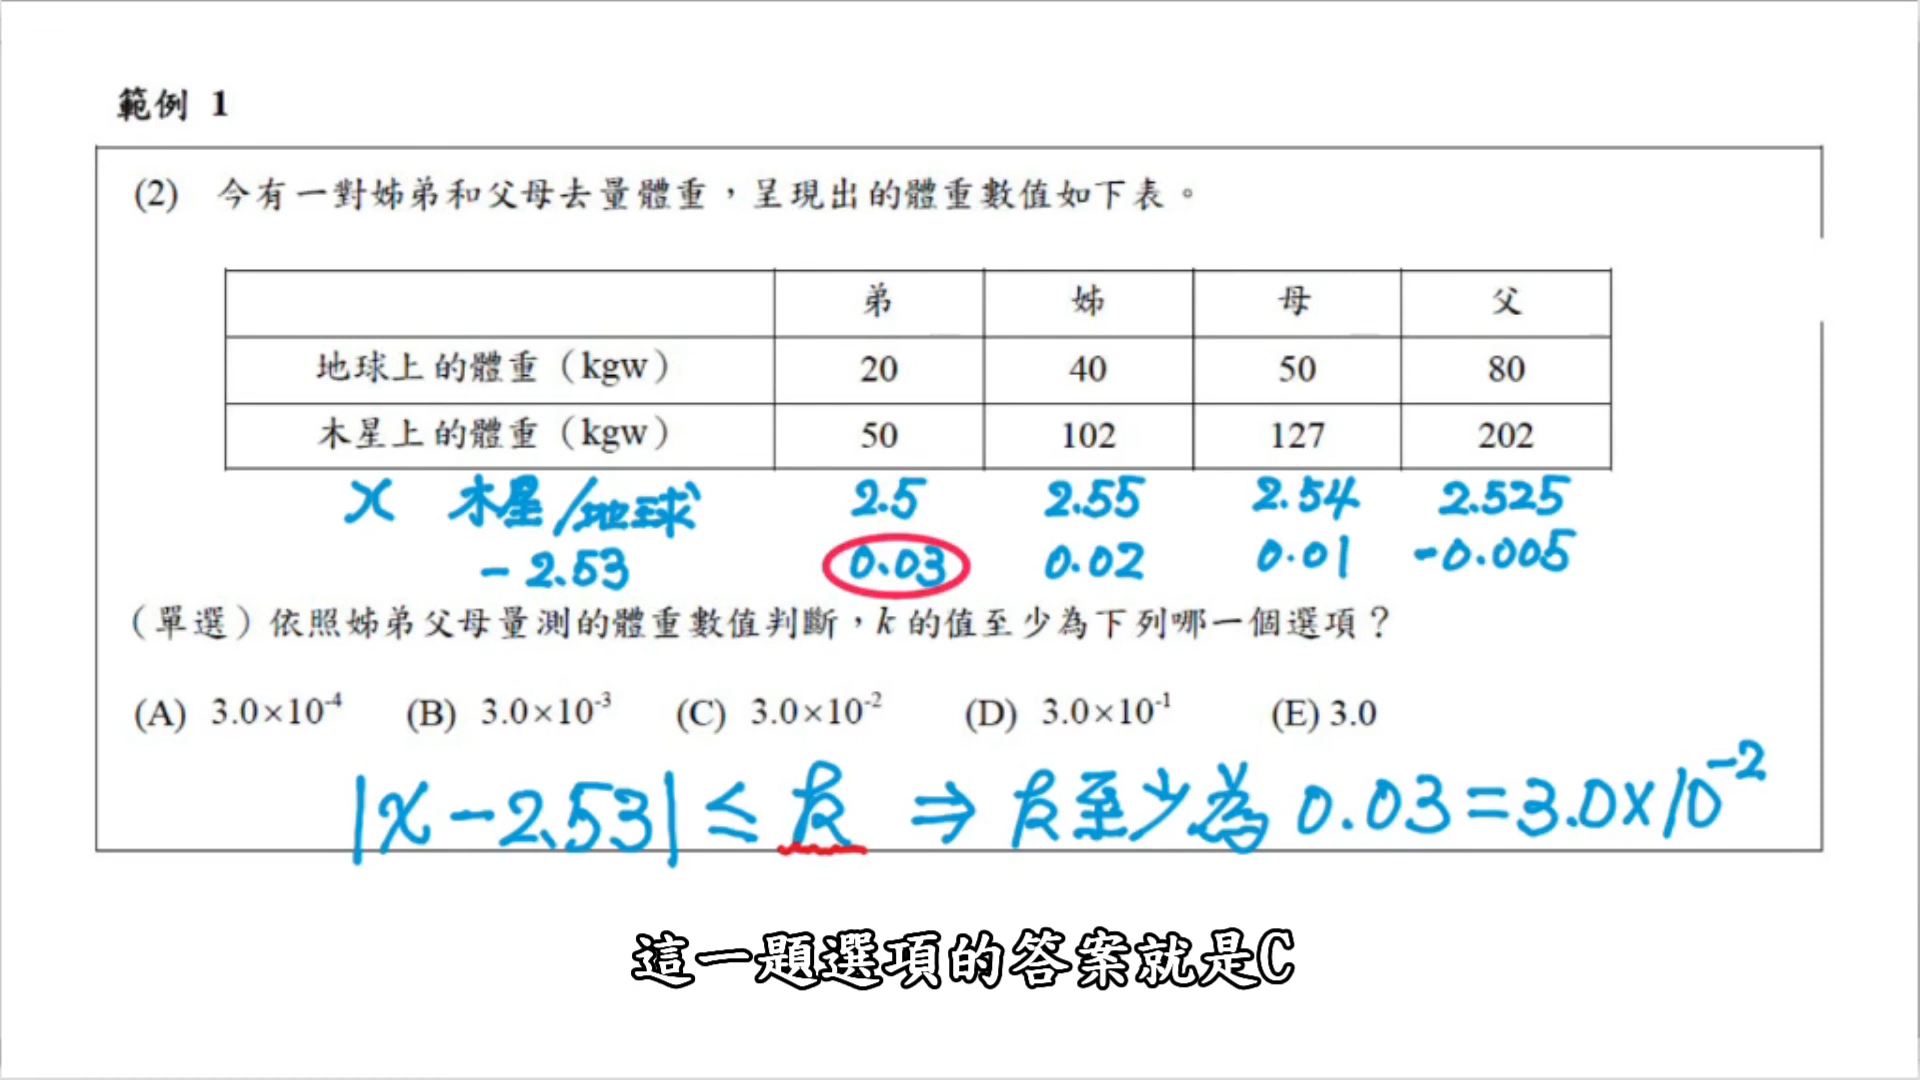 範例 1
(2) 今有一對姊弟和父母去量體重，呈現出的體重數值如下表。
弟 姊 母 父
地球上的體重（kgw） 20 40 50 80
木星上的體重（kgw） 50 102 127 202
x 木星/地球 2.5 2.55 2.54 2.525
-2.53 0.03 0.02 0.01 -0.005
（單選）依照姊弟父母量測的體重數值判斷，k 的值至少為下列哪一個選項？
(A) 3.0×10⁻⁴ (B) 3.0×10⁻³ (C) 3.0×10⁻² (D) 3.0×10⁻¹ (E) 3.0
|x-2.53| ≤ k ⇒ k至少為 0.03=3.0×10⁻²
這一題選項的答案就是C